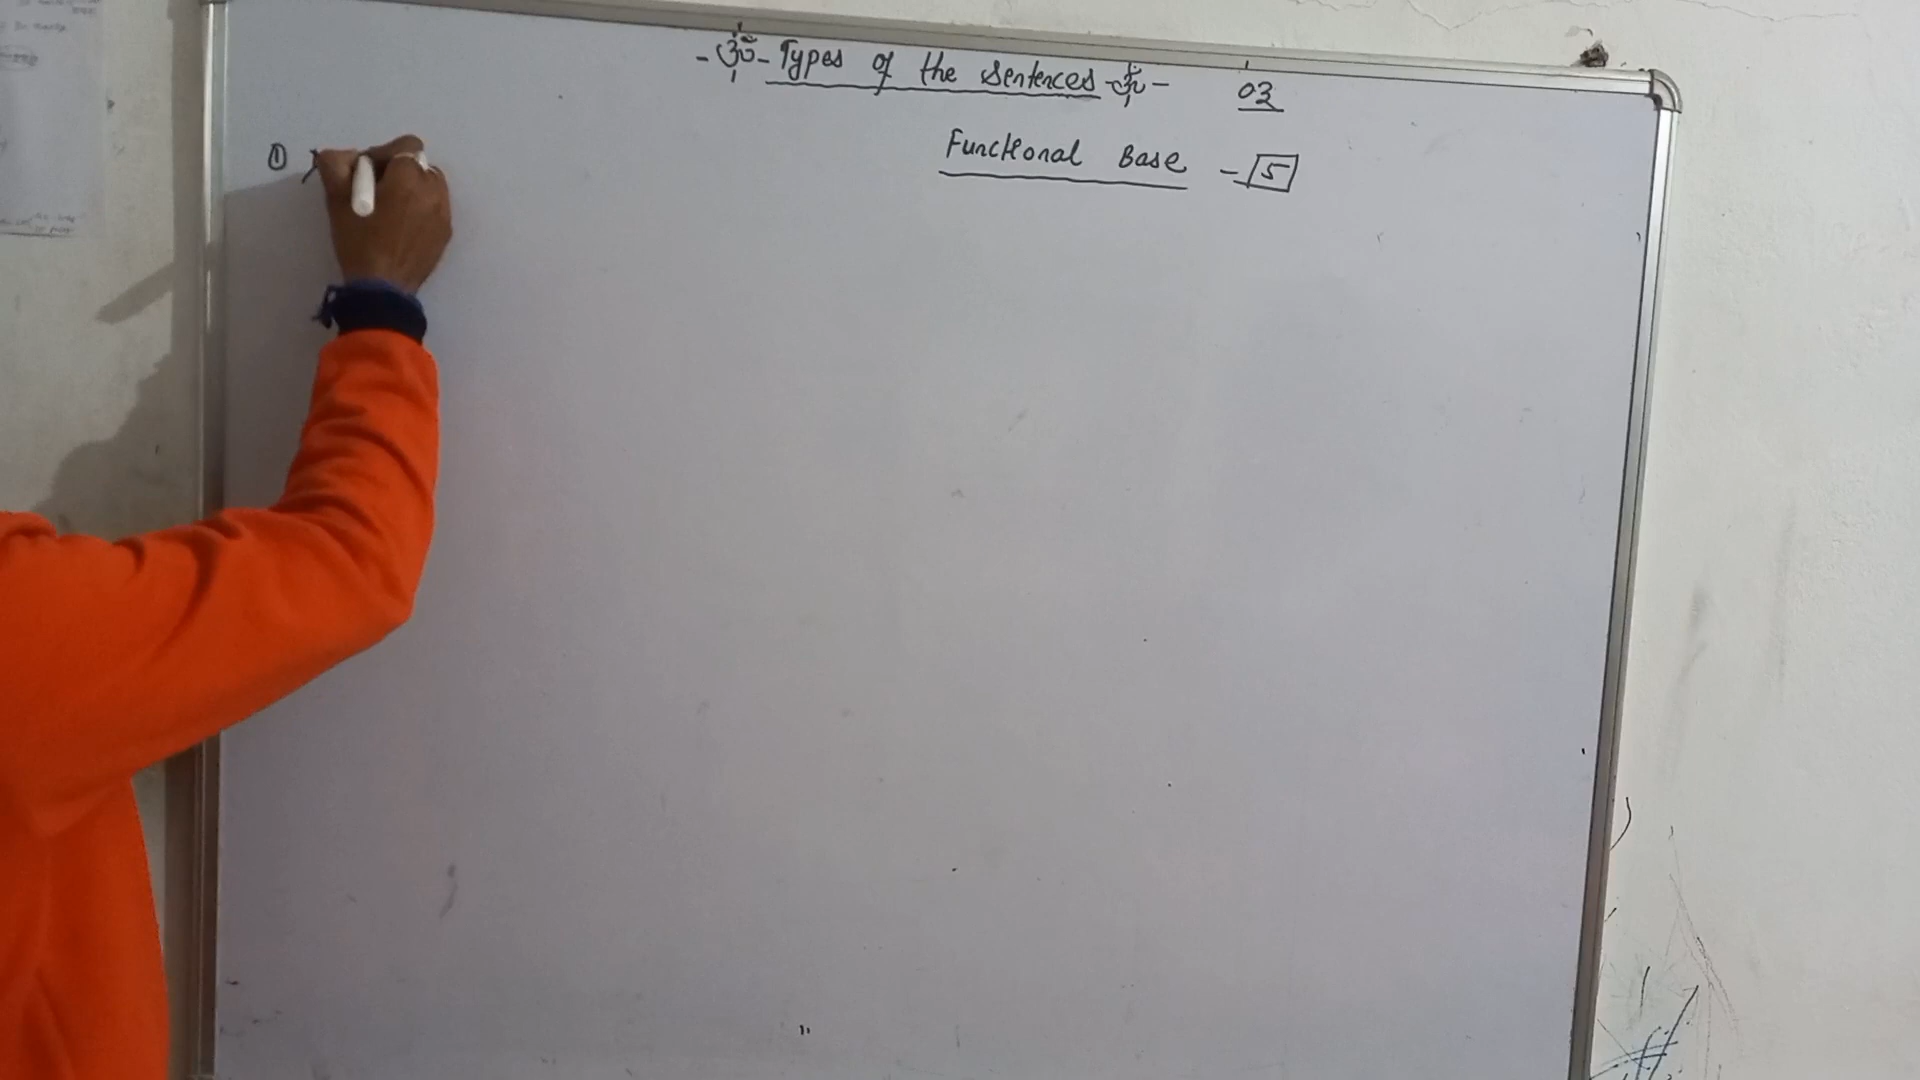 -ॐ- Types of the Sentences -ॐ- 03
Functional Base - 5
①